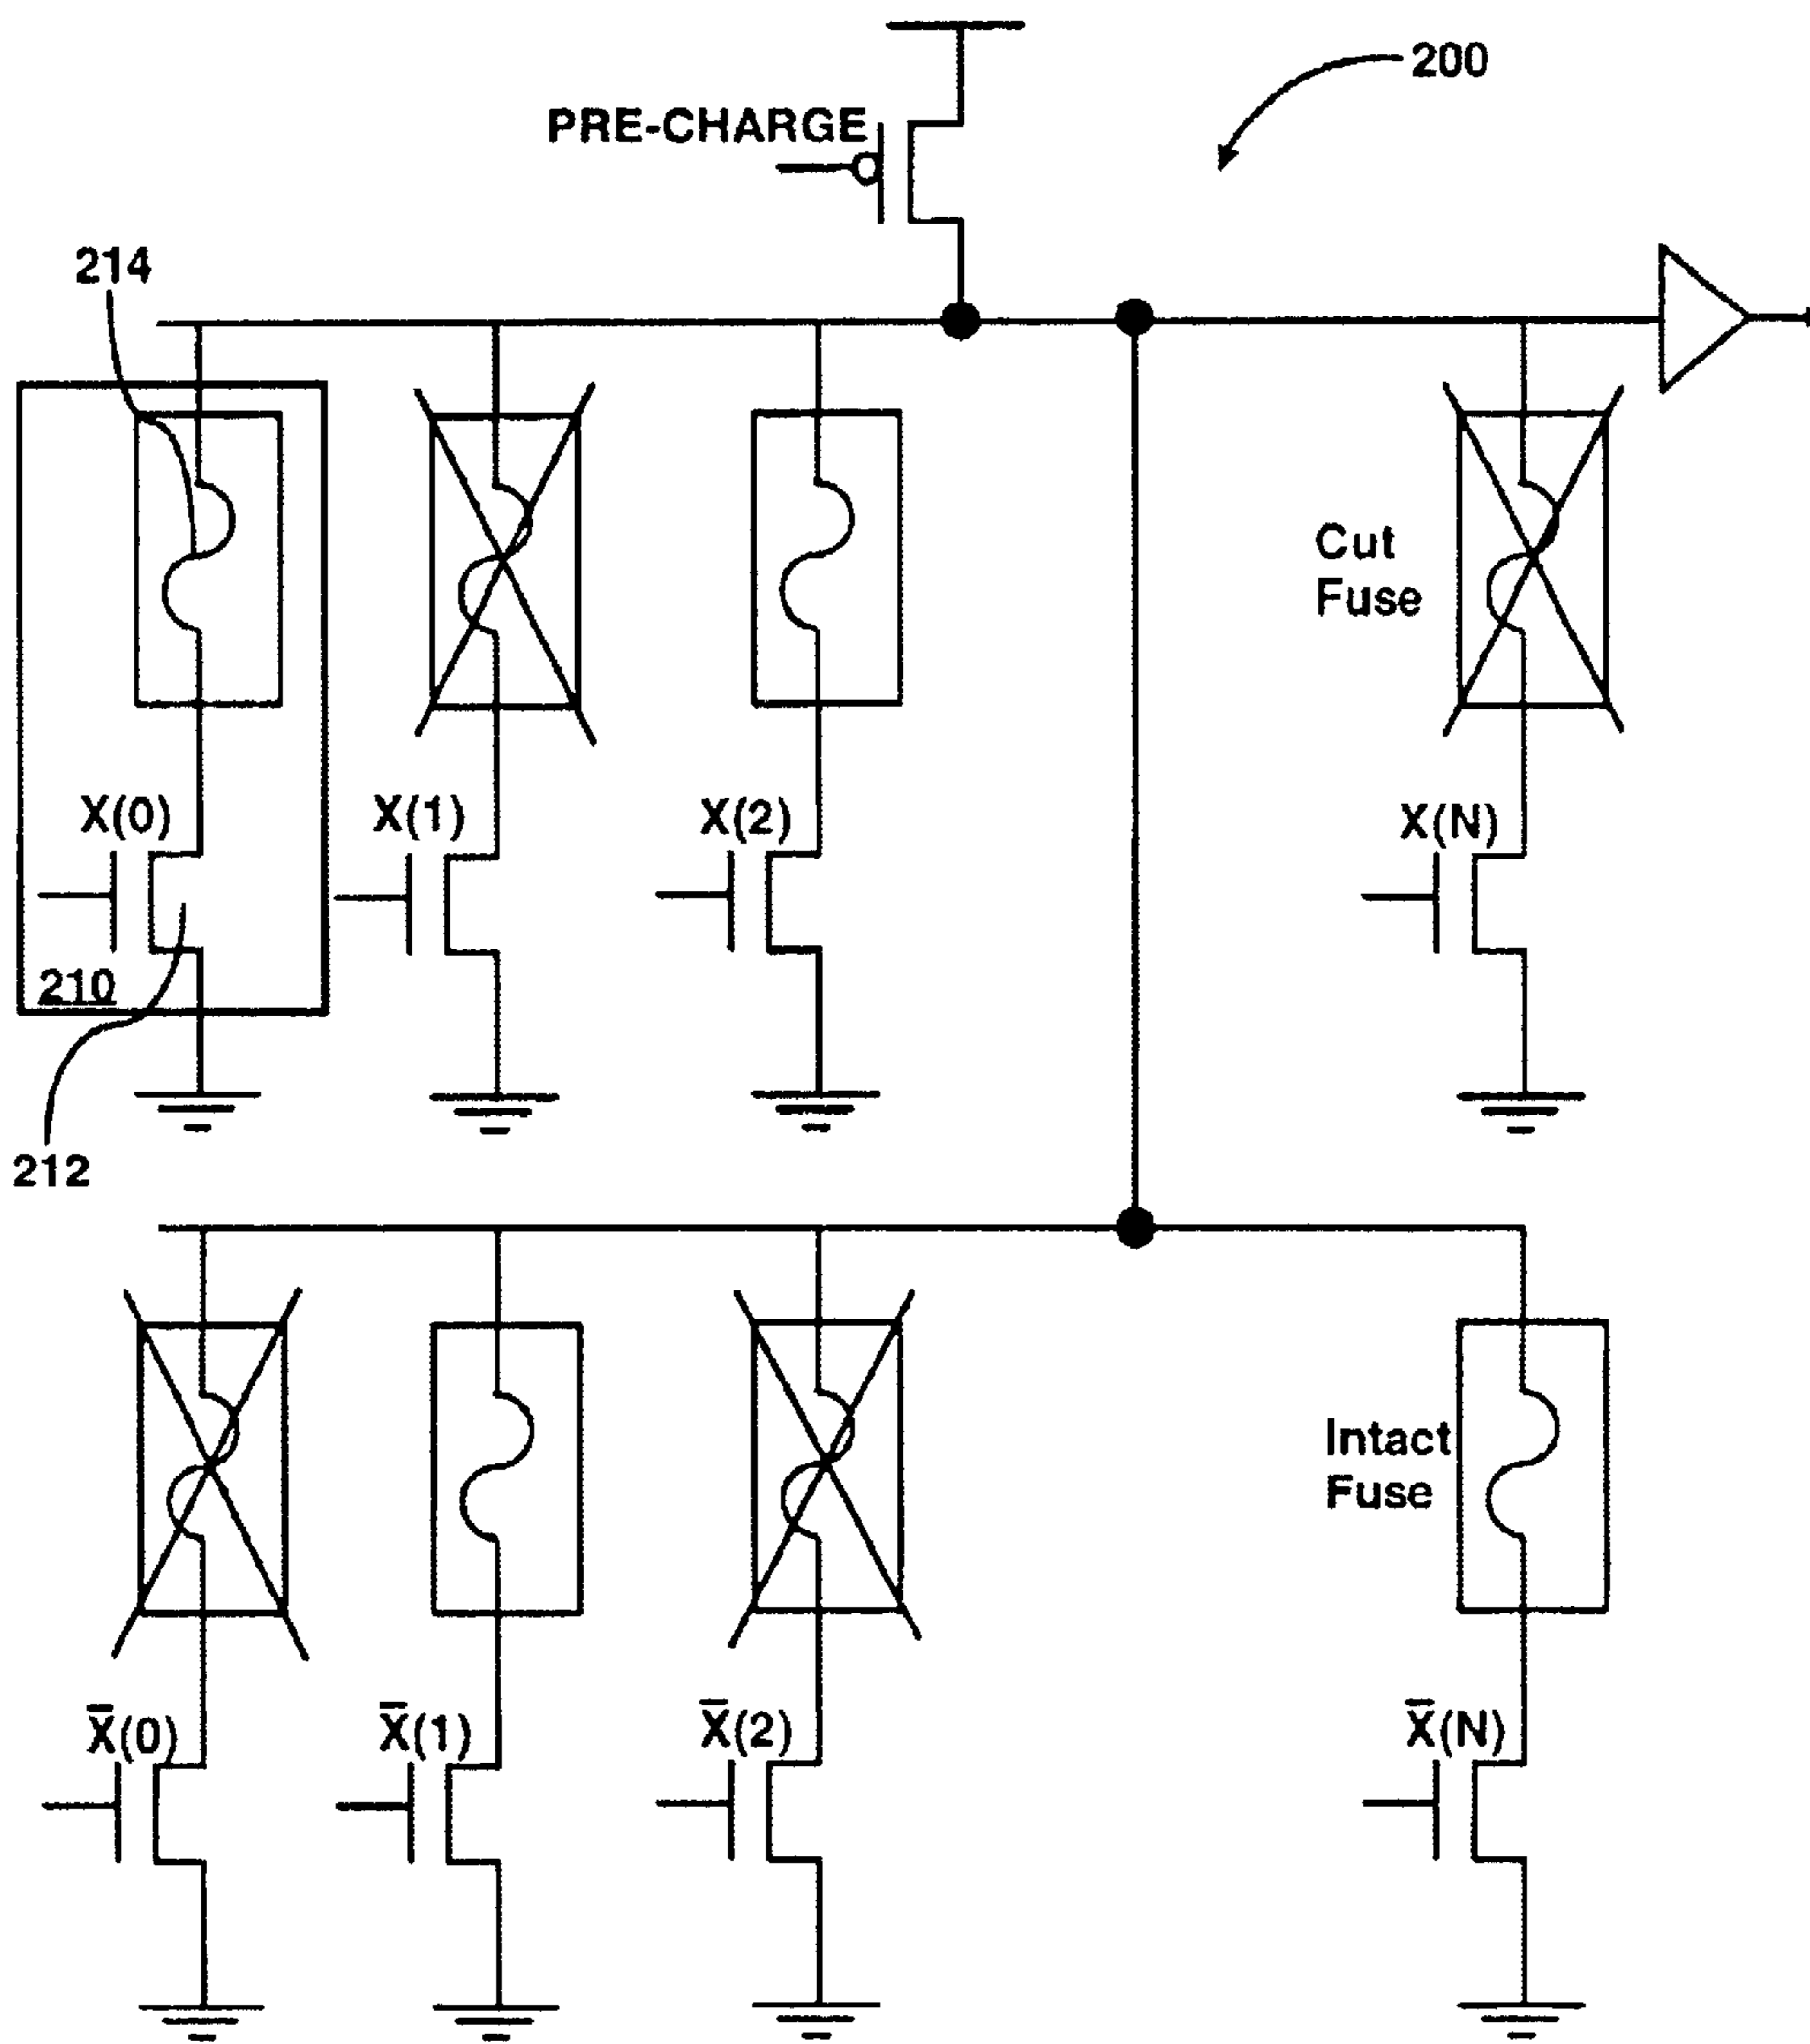 200
PRE-CHARGE
214
Cut
Fuse
X(0)
X(1)
X(2)
X(N)
210
212
Intact
Fuse
X̅(0)
X̅(1)
X̅(2)
X̅(N)